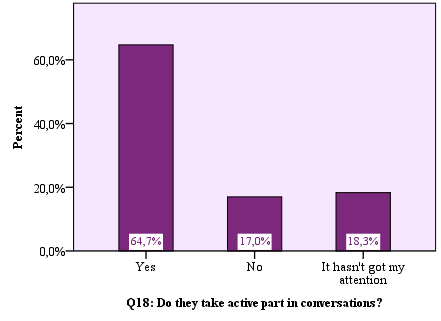 60,0%
40,0%
20,0%
0,0%
Percent
64,7%
17,0%
18,3%
Yes
No
It hasn't got my
attention
Q18: Do they take active part in conversations?